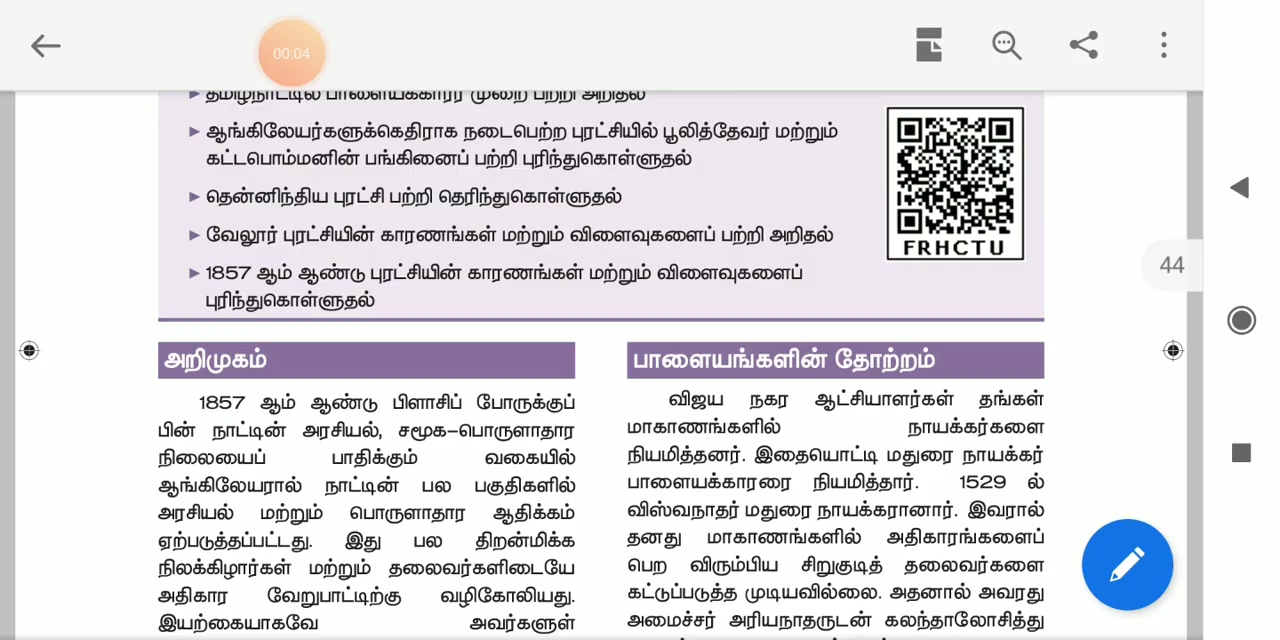 00:04
தமிழ்நாட்டில் பாளையக்காரர் முறை பற்றி அறிதல்
▸ ஆங்கிலேயர்களுக்கெதிராக நடைபெற்ற புரட்சியில் பூலித்தேவர் மற்றும்
கட்டபொம்மனின் பங்கினைப் பற்றி புரிந்துகொள்ளுதல்
▸ தென்னிந்திய புரட்சி பற்றி தெரிந்துகொள்ளுதல்
▸ வேலூர் புரட்சியின் காரணங்கள் மற்றும் விளைவுகளைப் பற்றி அறிதல்
▸ 1857 ஆம் ஆண்டு புரட்சியின் காரணங்கள் மற்றும் விளைவுகளைப்
புரிந்துகொள்ளுதல்
FRHCTU
44
அறிமுகம்
1857 ஆம் ஆண்டு பிளாசிப் போருக்குப்
பின் நாட்டின் அரசியல், சமூக-பொருளாதார
நிலையைப் பாதிக்கும் வகையில்
ஆங்கிலேயரால் நாட்டின் பல பகுதிகளில்
அரசியல் மற்றும் பொருளாதார ஆதிக்கம்
ஏற்படுத்தப்பட்டது. இது பல திறன்மிக்க
நிலக்கிழார்கள் மற்றும் தலைவர்களிடையே
அதிகார வேறுபாட்டிற்கு வழிகோலியது.
இயற்கையாகவே அவர்களுள்
பாளையங்களின் தோற்றம்
விஜய நகர ஆட்சியாளர்கள் தங்கள்
மாகாணங்களில் நாயக்கர்களை
நியமித்தனர். இதையொட்டி மதுரை நாயக்கர்
பாளையக்காரரை நியமித்தார். 1529 ல்
விஸ்வநாதர் மதுரை நாயக்கரானார். இவரால்
தனது மாகாணங்களில் அதிகாரங்களைப்
பெற விரும்பிய சிறுகுடித் தலைவர்களை
கட்டுப்படுத்த முடியவில்லை. அதனால் அவரது
அமைச்சர் அரியநாதருடன் கலந்தாலோசித்து